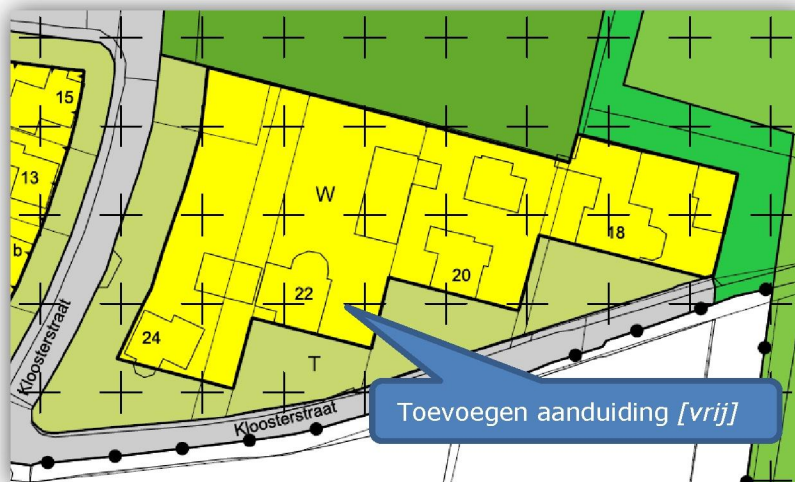 15
13
W
18
b
20
22
24
Kloosterstraat
T
Toevoegen aanduiding [vrij]
Kloosterstraat